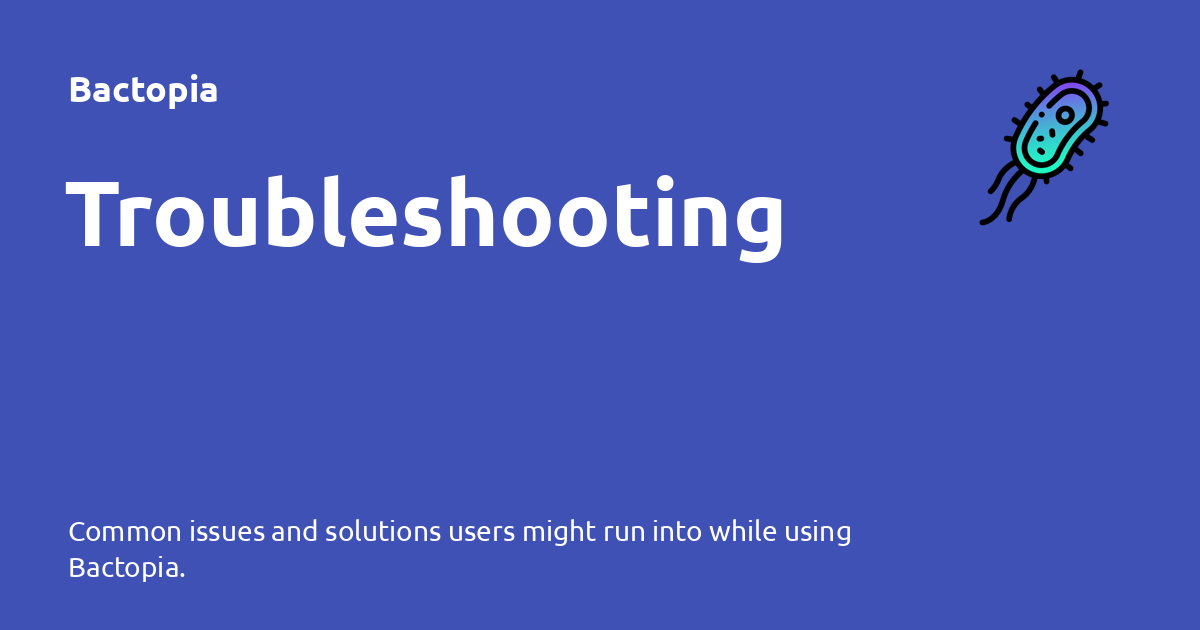 Bactopia
Troubleshooting
Common issues and solutions users might run into while using
Bactopia.